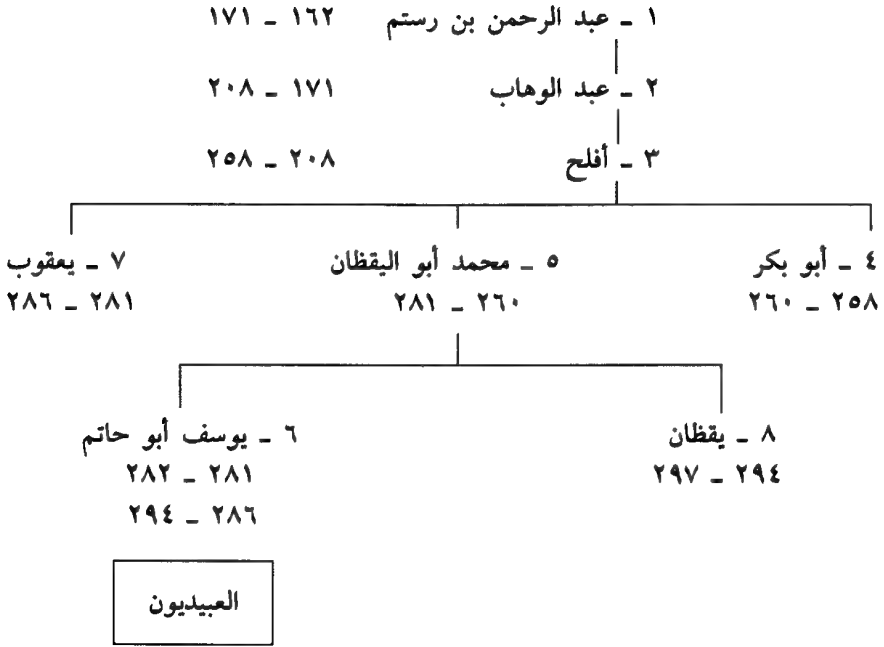 ١ ـ عبد الرحمن بن رستم ١٦٢ ـ ١٧١
٢ ـ عبد الوهاب ١٧١ ـ ٢٠٨
٣ ـ أفلح ٢٠٨ ـ ٢٥٨
٤ ـ أبو بكر ٥ ـ محمد أبو اليقظان ٧ ـ يعقوب
٢٥٨ ـ ٢٦٠ ٢٦٠ ـ ٢٨١ ٢٨١ ـ ٢٨٦
٨ ـ يقظان ٦ ـ يوسف أبو حاتم
٢٩٤ ـ ٢٩٧ ٢٨١ ـ ٢٨٢
٢٨٦ ـ ٢٩٤
العبيديون